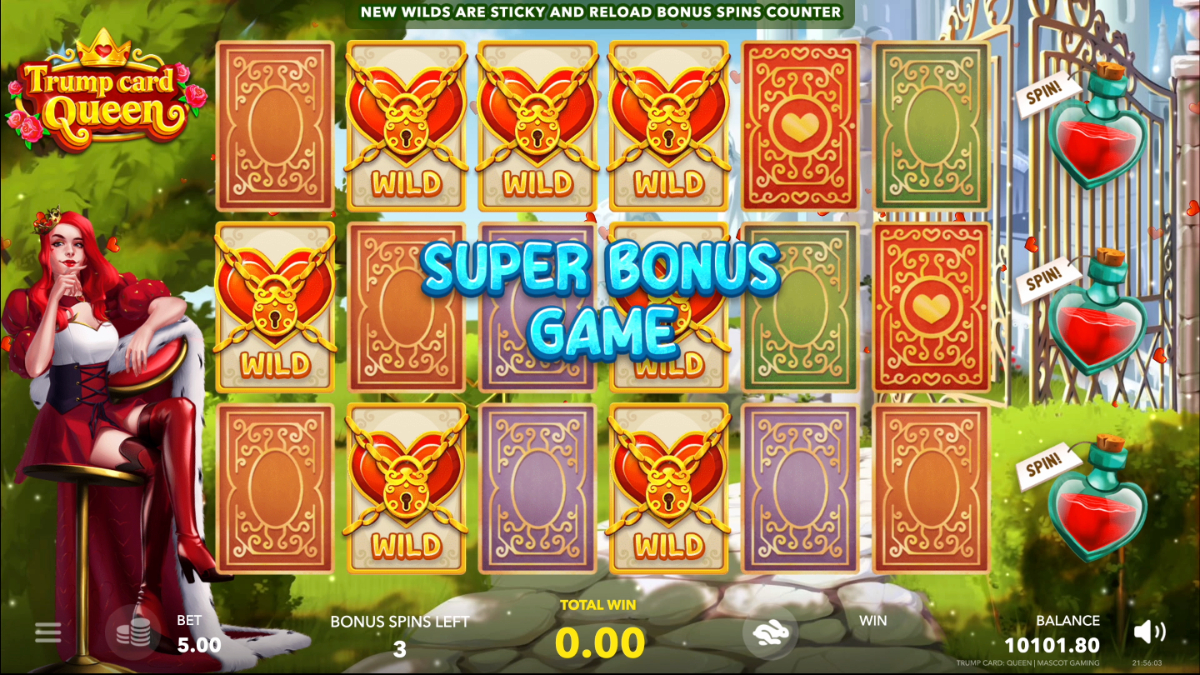 NEW WILDS ARE STICKY AND RELOAD BONUS SPINS COUNTER
Trump card
Queen
WILD
WILD
WILD
SPIN!
SUPER BONUS
GAME
WILD
WILD
SPIN!
WILD
WILD
SPIN!
BET
5.00
BONUS SPINS LEFT
3
TOTAL WIN
0.00
WIN
BALANCE
10101.80
TRUMP CARD: QUEEN | MASCOT GAMING
21:56:03